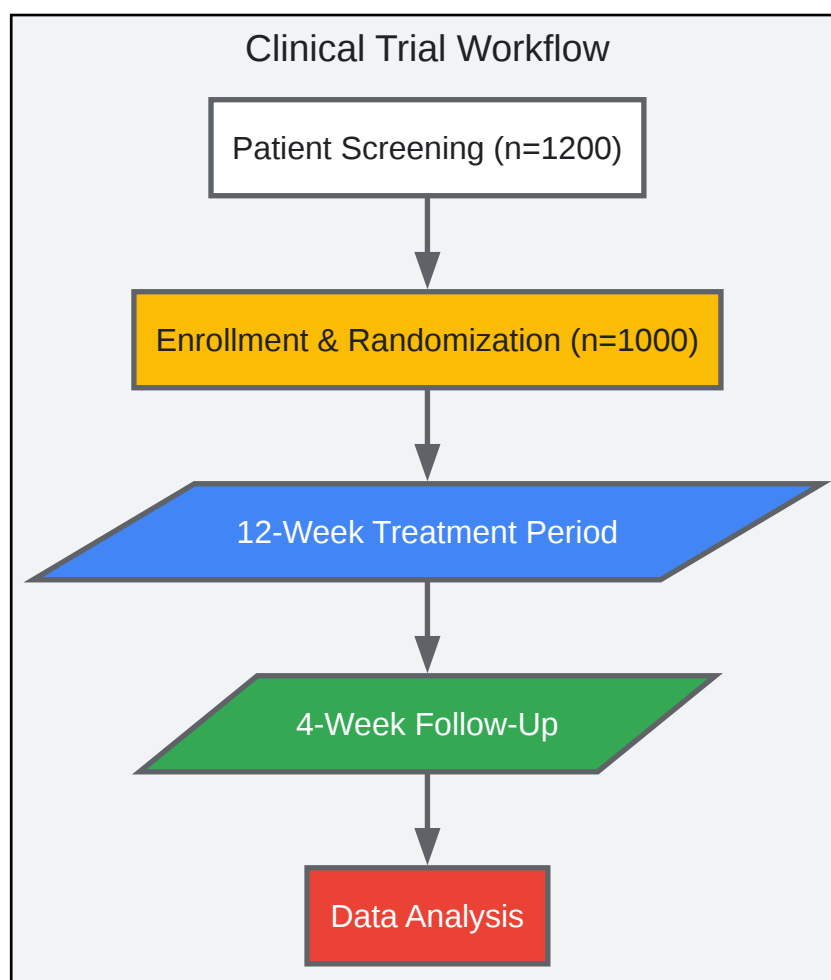 Clinical Trial Workflow
Patient Screening (n=1200)
Enrollment & Randomization (n=1000)
12-Week Treatment Period
4-Week Follow-Up
Data Analysis